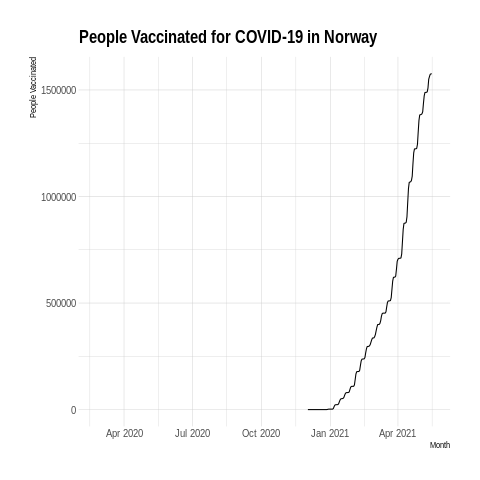 People Vaccinated for COVID-19 in Norway
People Vaccinated
1500000
1000000
500000
0
Apr 2020 Jul 2020 Oct 2020 Jan 2021 Apr 2021
Month